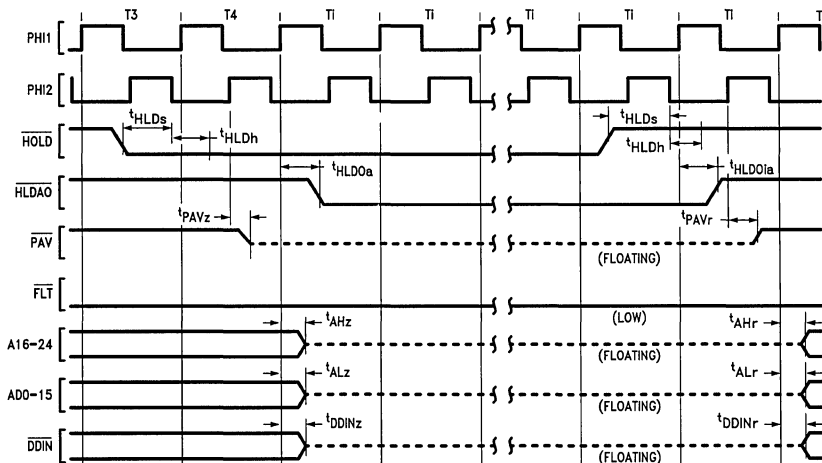 T3 T4 Ti Ti Ti Ti Ti T
PHI1
PHI2
tHLDs tHLDs
HOLD
tHLDh tHLDh
HLDAO
tHLDOa tHLDOia
tPAVz tPAVr
PAV
(FLOATING)
FLT
(LOW)
tAHz tAHr
A16-24
(FLOATING)
tALz tALr
AD0-15
(FLOATING)
tDDINz tDDINr
DDIN
(FLOATING)